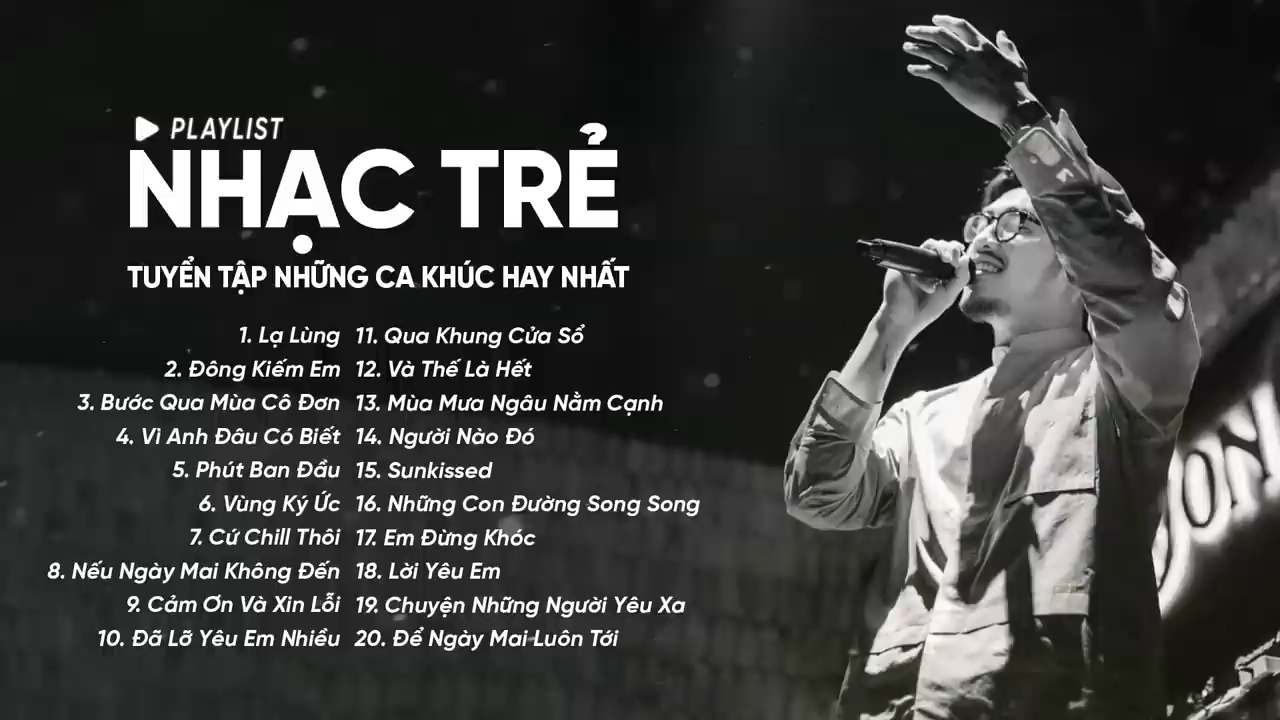 PLAYLIST
NHẠC TRẺ
TUYỂN TẬP NHỮNG CA KHÚC HAY NHẤT
1. Lạ Lùng
2. Đông Kiếm Em
3. Bước Qua Mùa Cô Đơn
4. Vì Anh Đâu Có Biết
5. Phút Ban Đầu
6. Vùng Ký Ức
7. Cứ Chill Thôi
8. Nếu Ngày Mai Không Đến
9. Cảm Ơn Và Xin Lỗi
10. Đã Lỡ Yêu Em Nhiều
11. Qua Khung Cửa Sổ
12. Và Thế Là Hết
13. Mùa Mưa Ngâu Nằm Cạnh
14. Người Nào Đó
15. Sunkissed
16. Những Con Đường Song Song
17. Em Đừng Khóc
18. Lời Yêu Em
19. Chuyện Những Người Yêu Xa
20. Để Ngày Mai Luôn Tới